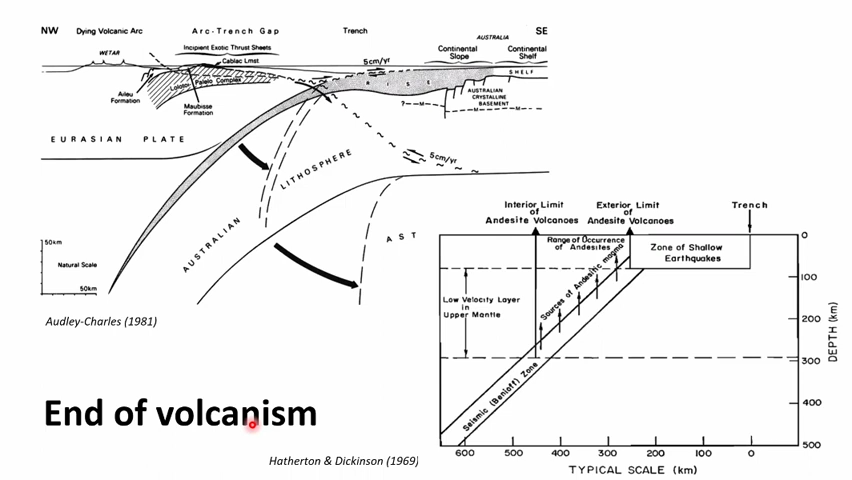 NW
Dying Volcanic Arc
Arc-Trench Gap
Trench
SE
AUSTRALIA
WETAR
Incipient Exotic Thrust Sheets
Cablac Lmst
Continental
Slope
Continental
Shelf
5cm/yr
SHELF
RISE
Lolotoi Palelo Complex
Aileu
Formation
Maubisse
Formation
?
M
AUSTRALIAN
CRYSTALLINE
BASEMENT
M
M
EURASIAN PLATE
LITHOSPHERE
5cm/yr
AUSTRALIAN
AST
50km
Natural Scale
50km
Audley-Charles (1981)
Interior Limit
of
Andesite Volcanoes
Exterior Limit
of
Andesite Volcanoes
Trench
Range of Occurrence
of Andesites
Zone of Shallow
Earthquakes
Sources of Andesitic magma
Low Velocity Layer
in
Upper Mantle
Seismic (Benioff) Zone
0
100
200
300
400
500
DEPTH (km)
600 500 400 300 200 100 0
TYPICAL SCALE (km)
End of volcanism
Hatherton & Dickinson (1969)